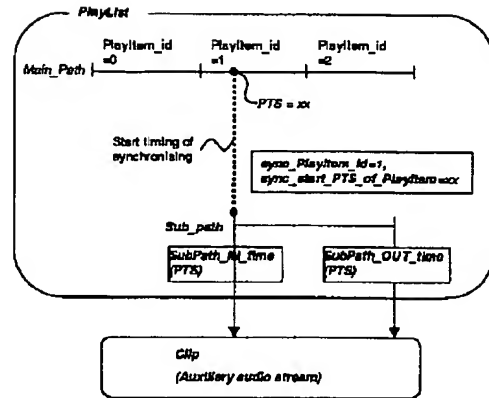 PlayList
PlayItem_id
=0
PlayItem_id
=1
PlayItem_id
=2
Main_Path
PTS = xx
Start timing of
synchronising
sync_PlayItem_id=1,
sync_start_PTS_of_PlayItem=xx
Sub_path
SubPath_IN_time
(PTS)
SubPath_OUT_time
(PTS)
Clip
(Auxiliary audio stream)